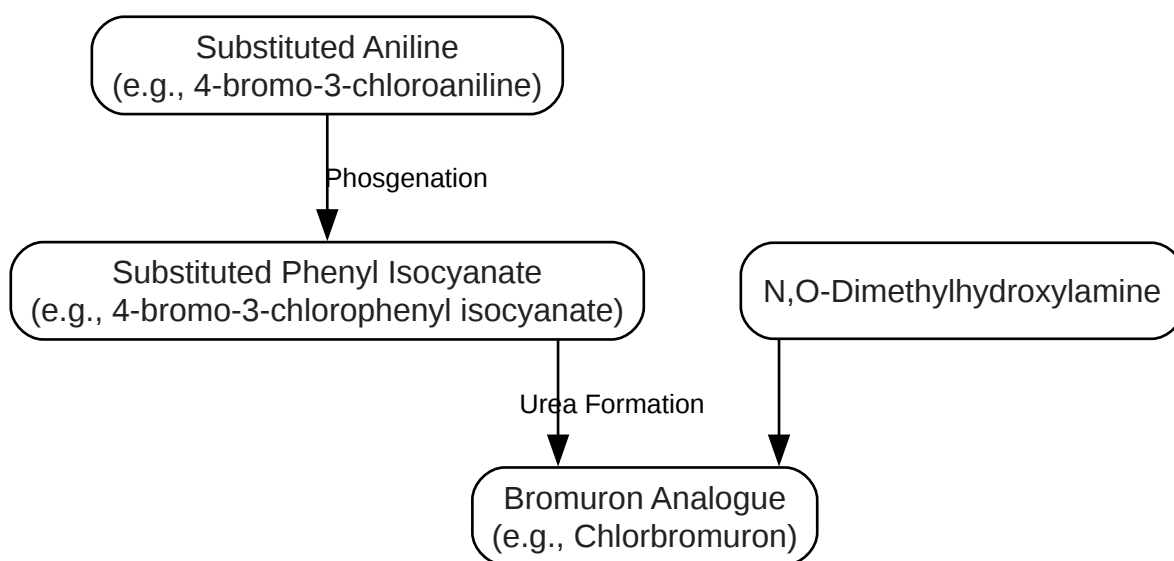 Substituted Aniline
(e.g., 4-bromo-3-chloroaniline)
Phosgenation
Substituted Phenyl Isocyanate
(e.g., 4-bromo-3-chlorophenyl isocyanate)
N,O-Dimethylhydroxylamine
Urea Formation
Bromuron Analogue
(e.g., Chlorbromuron)